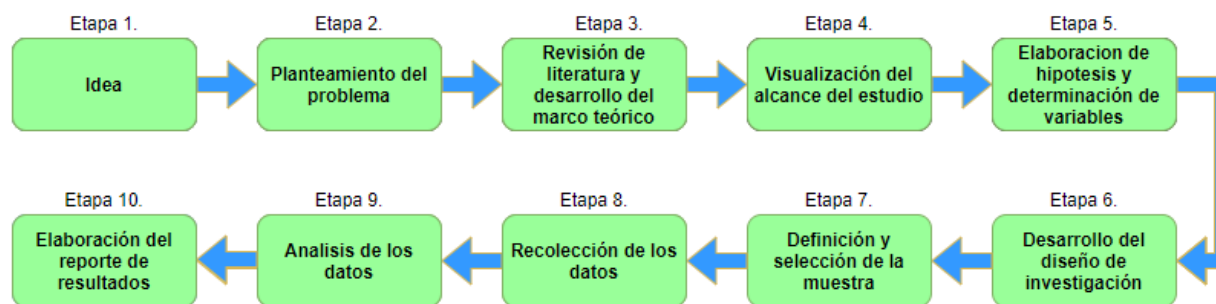 Etapa 1.
Idea
Etapa 2.
Planteamiento del
problema
Etapa 3.
Revisión de
literatura y
desarrollo del
marco teórico
Etapa 4.
Visualización del
alcance del estudio
Etapa 5.
Elaboracion de
hipotesis y
determinación de
variables
Etapa 6.
Desarrollo del
diseño de
investigación
Etapa 7.
Definición y
selección de la
muestra
Etapa 8.
Recolección de los
datos
Etapa 9.
Analisis de los
datos
Etapa 10.
Elaboración del
reporte de
resultados